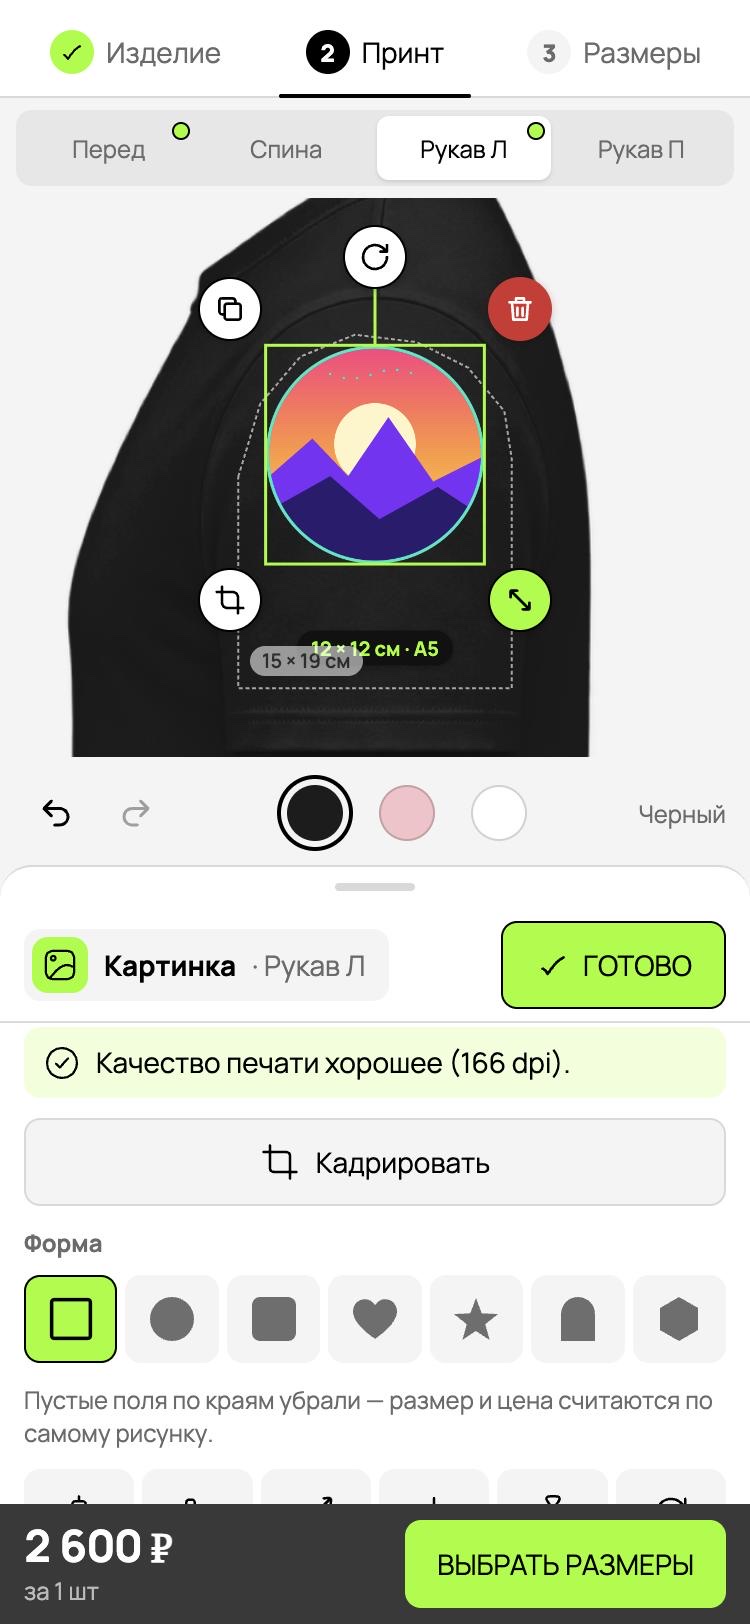 Изделие
2 Принт
3 Размеры
Перед
Спина
Рукав Л
Рукав П
12 × 12 см · A5
15 × 19 см
Черный
Картинка · Рукав Л
ГОТОВО
Качество печати хорошее (166 dpi).
Кадрировать
Форма
Пустые поля по краям убрали — размер и цена считаются по
самому рисунку.
2 600 ₽
за 1 шт
ВЫБРАТЬ РАЗМЕРЫ